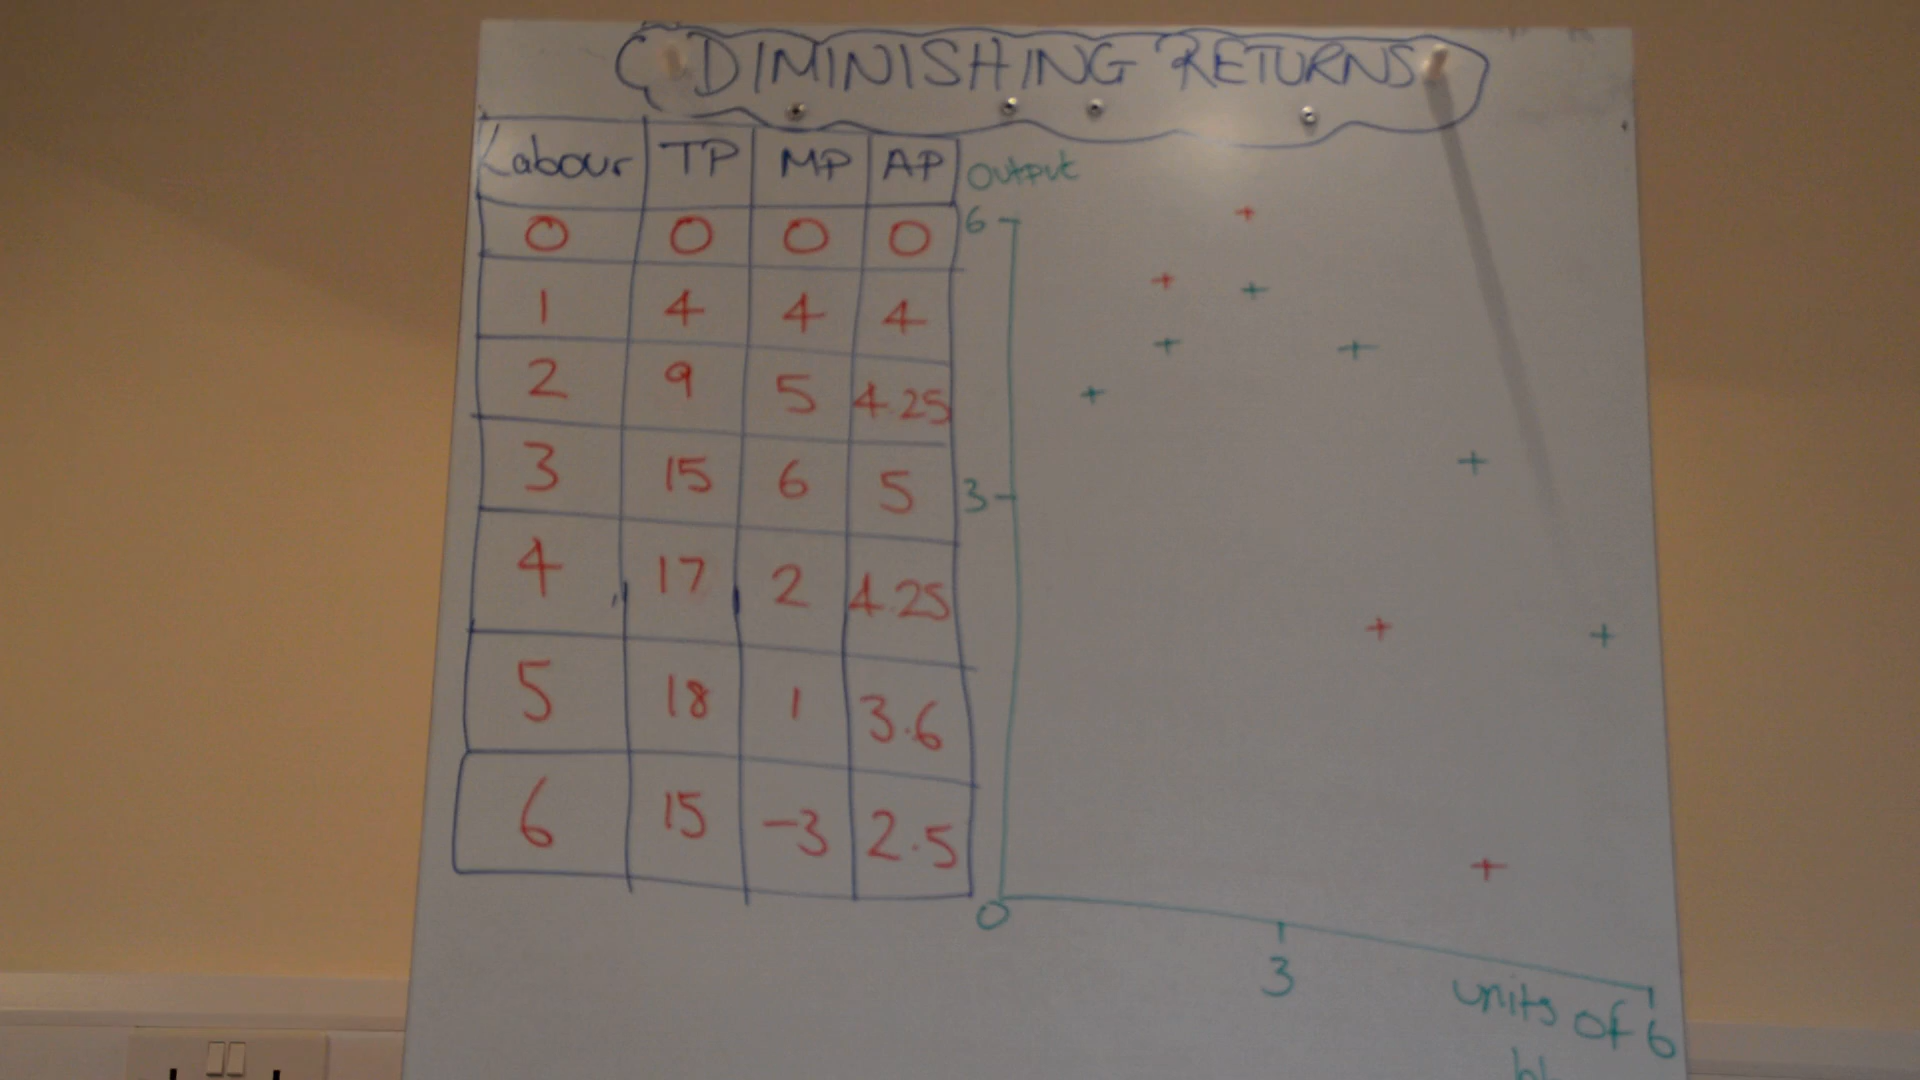 DIMINISHING RETURNS
Labour TP MP AP
0 0 0 0
1 4 4 4
2 9 5 4.25
3 15 6 5
4 17 2 4.25
5 18 1 3.6
6 15 -3 2.5
Output
6
3
0
3
6
units of